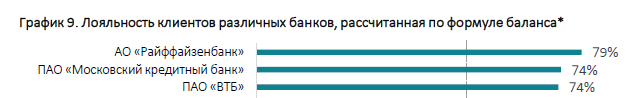 График 9. Лояльность клиентов различных банков, рассчитанная по формуле баланса*
АО «Райффайзенбанк» 79%
ПАО «Московский кредитный банк» 74%
ПАО «ВТБ» 74%